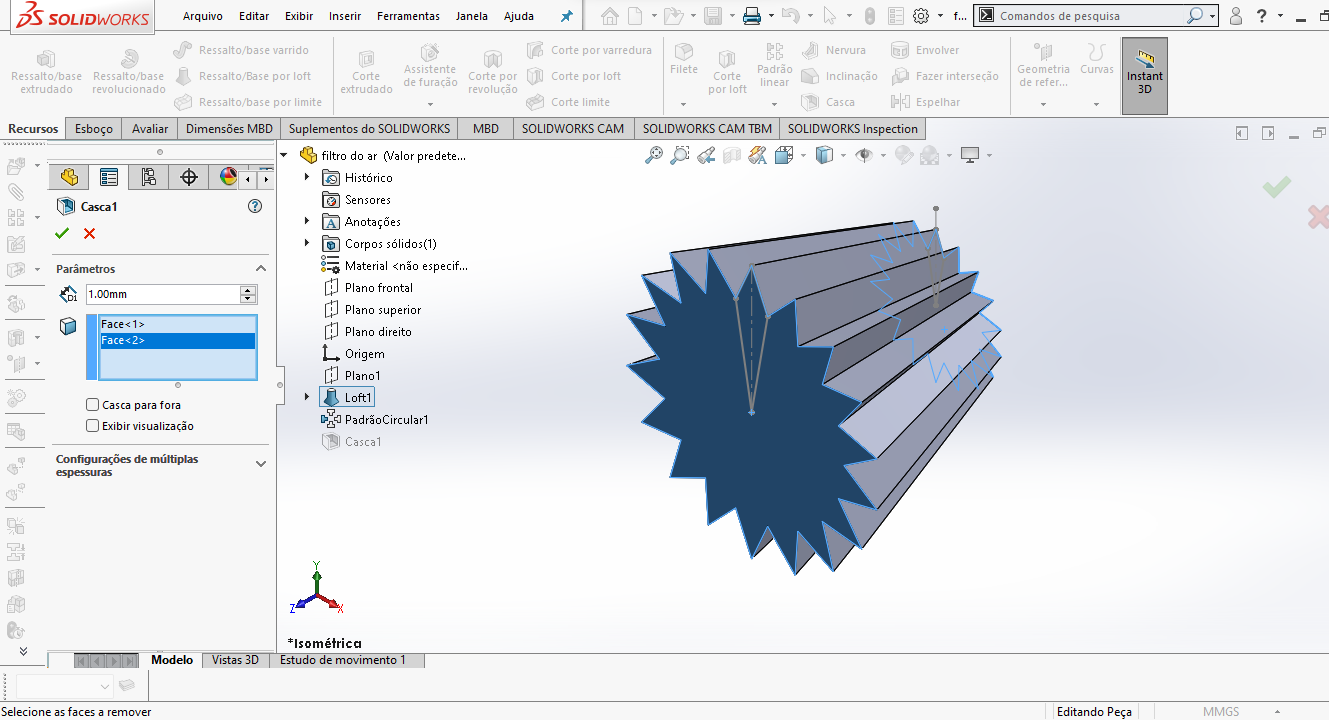 SOLIDWORKS
Arquivo Editar Exibir Inserir Ferramentas Janela Ajuda
f...
Comandos de pesquisa
?
Ressalto/base extrudado
Ressalto/base revolucionado
Ressalto/base varrido
Ressalto/Base por loft
Ressalto/base por limite
Corte extrudado
Assistente de furação
Corte por revolução
Corte por varredura
Corte por loft
Corte limite
Filete
Corte por loft
Padrão linear
Nervura
Inclinação
Casca
Envolver
Fazer interseção
Espelhar
Geometria de refer...
Curvas
Instant 3D
Recursos Esboço Avaliar Dimensões MBD Suplementos do SOLIDWORKS MBD SOLIDWORKS CAM SOLIDWORKS CAM TBM SOLIDWORKS Inspection
Casca1
?
Parâmetros
D1
1.00mm
Face<1>
Face<2>
Casca para fora
Exibir visualização
Configurações de múltiplas
espessuras
filtro do ar (Valor predete...
Histórico
Sensores
Anotações
Corpos sólidos(1)
Material <não especif...
Plano frontal
Plano superior
Plano direito
Origem
Plano1
Loft1
PadrãoCircular1
Casca1
Y
Z
X
*Isométrica
Modelo Vistas 3D Estudo de movimento 1
Selecione as faces a remover
Editando Peça
MMGS